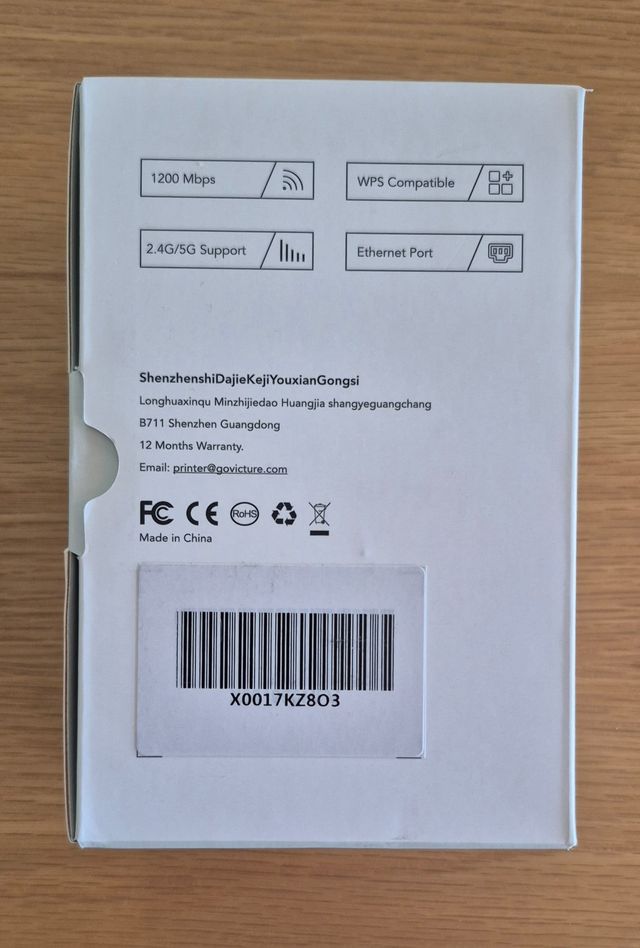 1200 Mbps
WPS Compatible
2.4G/5G Support
Ethernet Port
ShenzhenshiDajieKejiYouxianGongsi
Longhuaxinqu Minzhijiedao Huangjia shangyeguangchang
B711 Shenzhen Guangdong
12 Months Warranty.
Email: printer@govicture.com
FC CE RoHS
Made in China
X0017KZ8O3